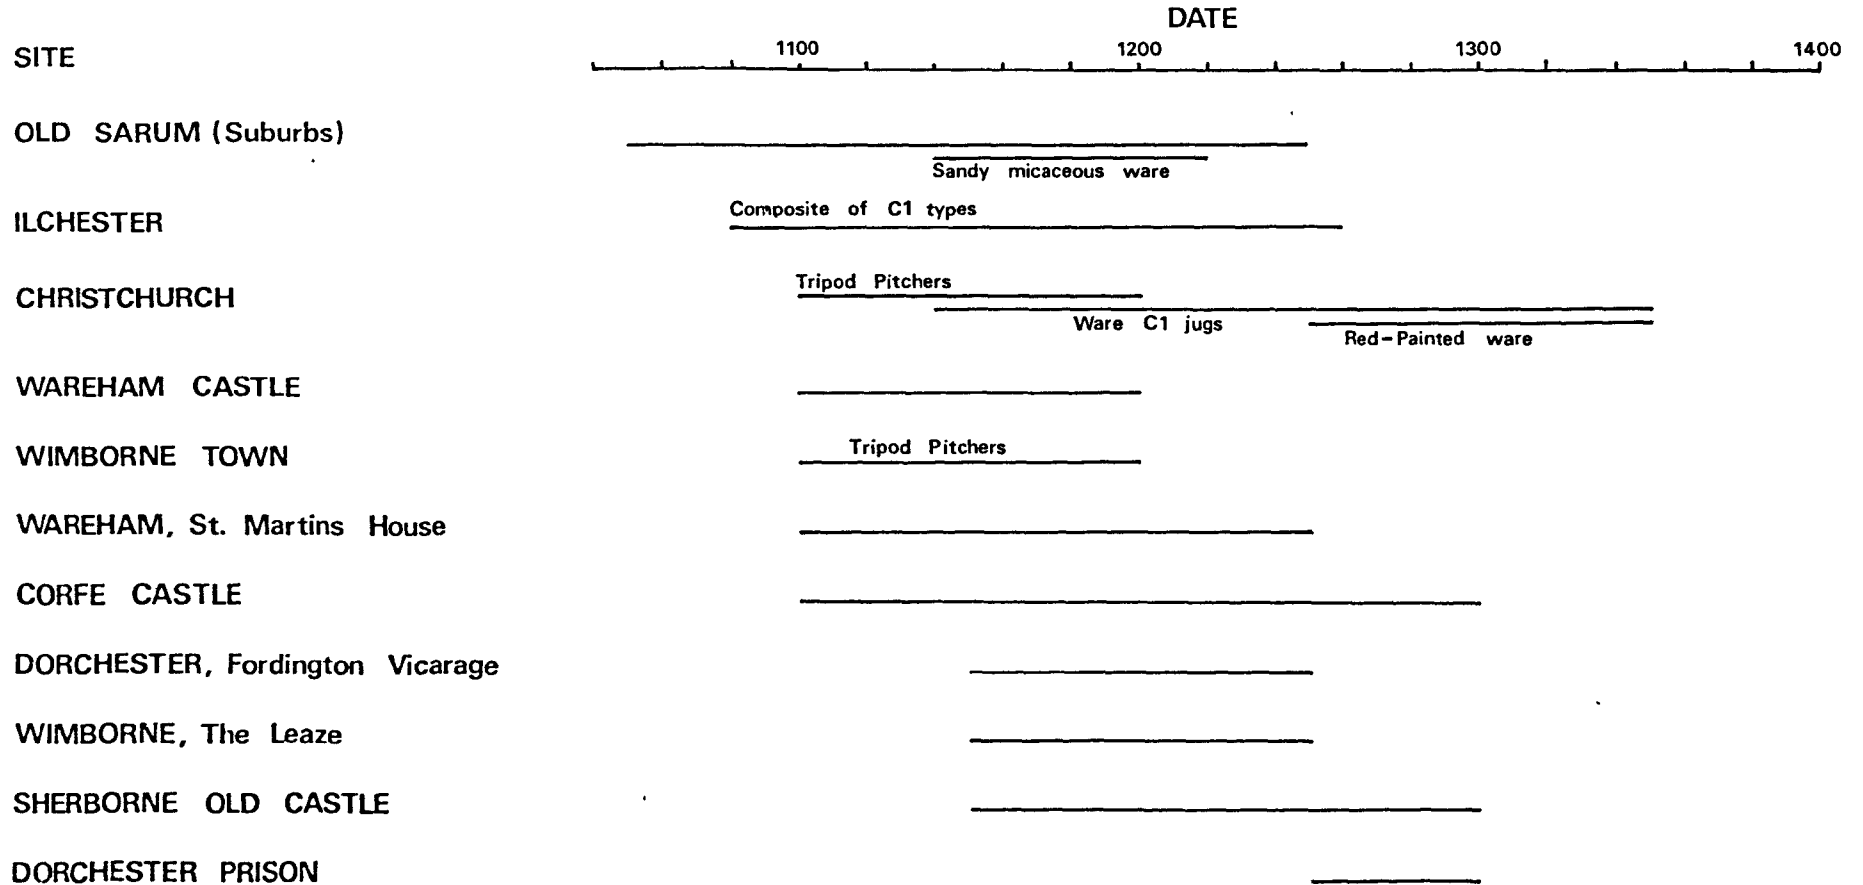 DATE
SITE 1100 1200 1300 1400
OLD SARUM (Suburbs)
Sandy micaceous ware
Composite of C1 types
ILCHESTER
Tripod Pitchers
CHRISTCHURCH
Ware C1 jugs
Red-Painted ware
WAREHAM CASTLE
Tripod Pitchers
WIMBORNE TOWN
WAREHAM, St. Martins House
CORFE CASTLE
DORCHESTER, Fordington Vicarage
WIMBORNE, The Leaze
SHERBORNE OLD CASTLE
DORCHESTER PRISON